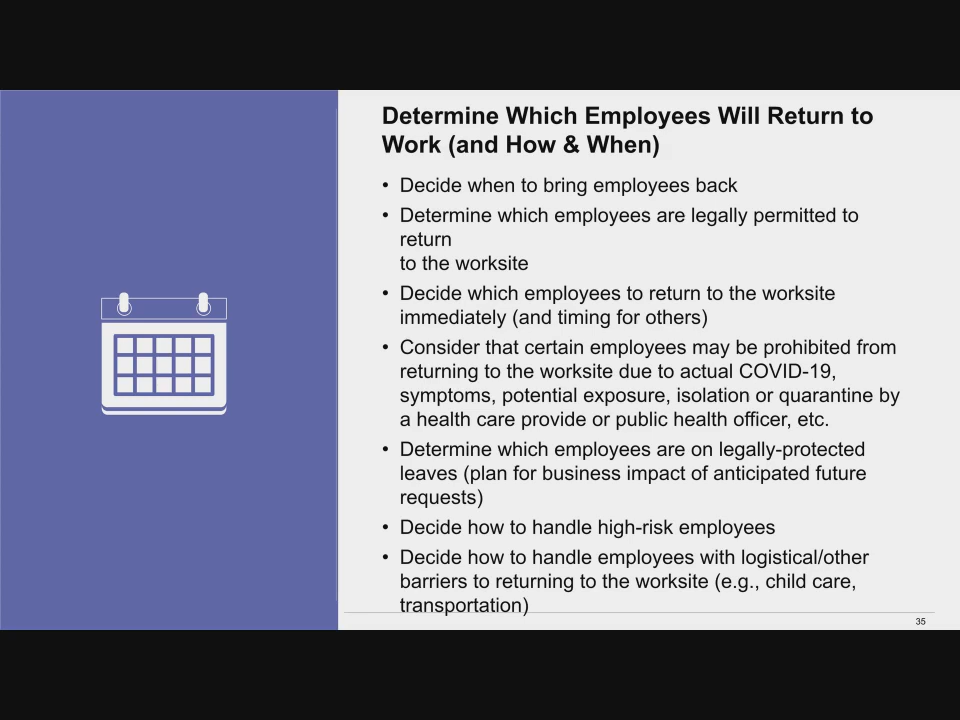 Determine Which Employees Will Return to
Work (and How & When)
• Decide when to bring employees back
• Determine which employees are legally permitted to
return
to the worksite
• Decide which employees to return to the worksite
immediately (and timing for others)
• Consider that certain employees may be prohibited from
returning to the worksite due to actual COVID-19,
symptoms, potential exposure, isolation or quarantine by
a health care provide or public health officer, etc.
• Determine which employees are on legally-protected
leaves (plan for business impact of anticipated future
requests)
• Decide how to handle high-risk employees
• Decide how to handle employees with logistical/other
barriers to returning to the worksite (e.g., child care,
transportation)
35